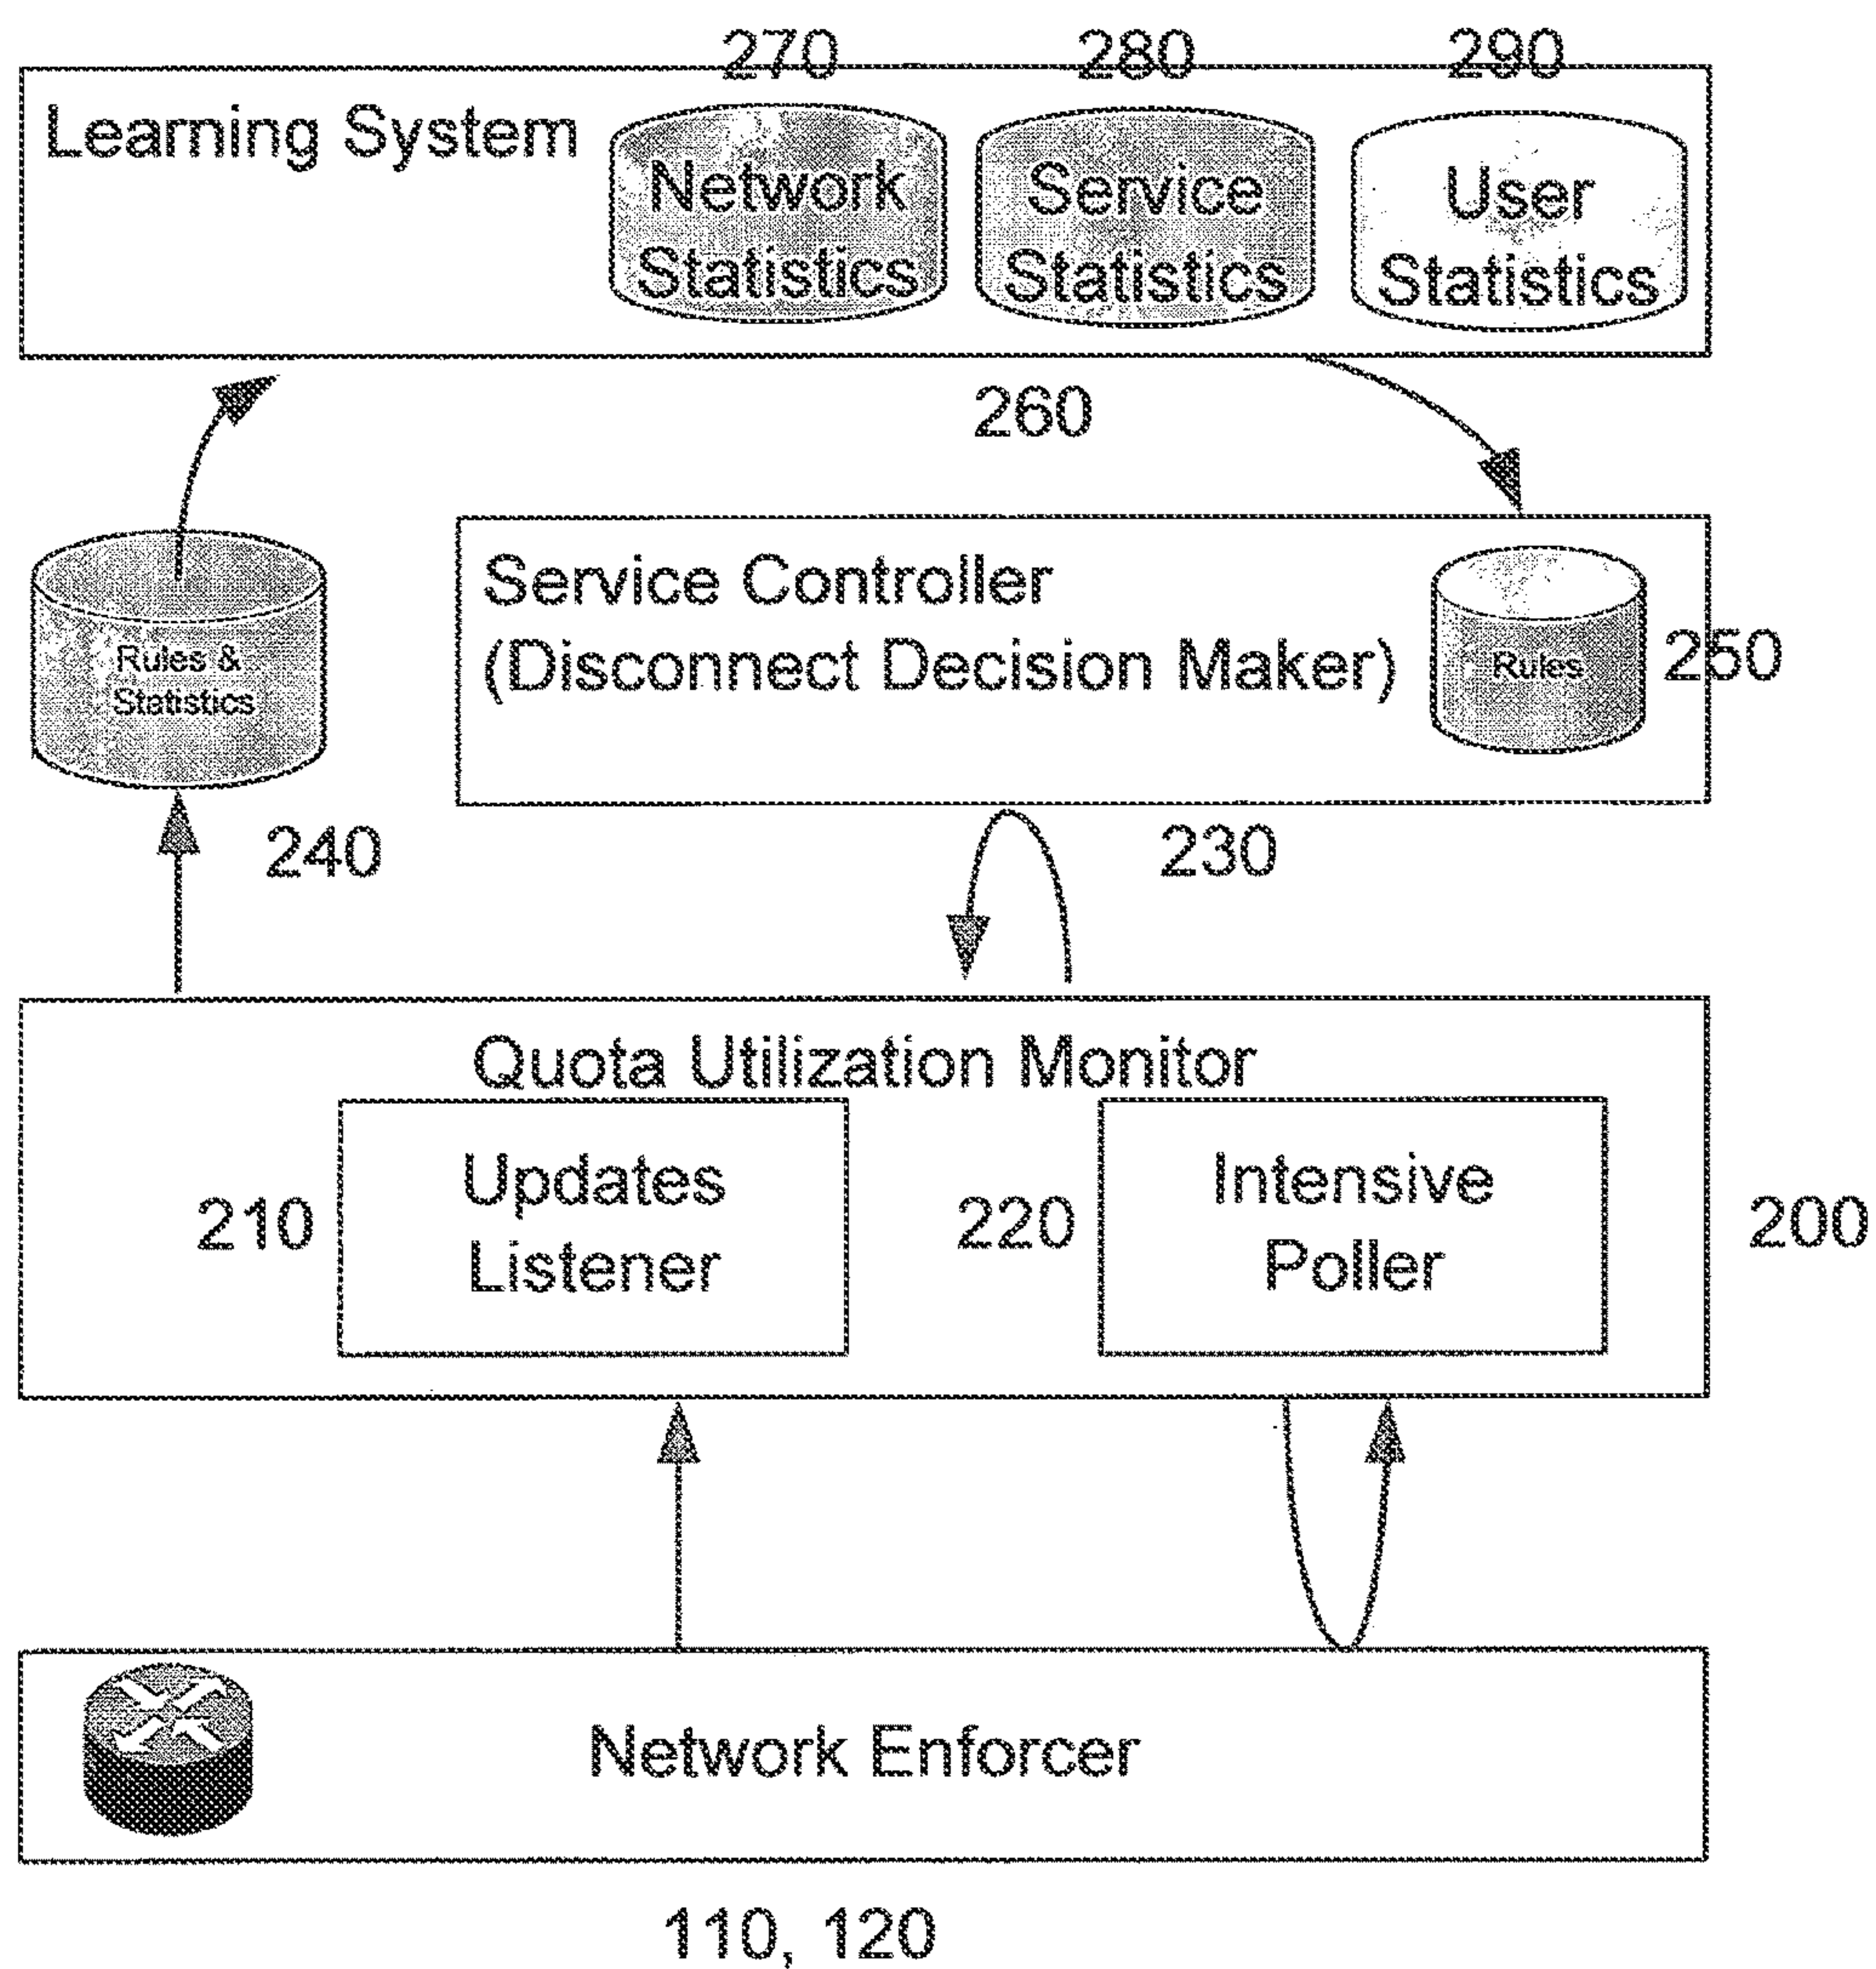 270 280 290
Learning System
Network
Statistics
Service
Statistics
User
Statistics
260
Rules &
Statistics
Service Controller
(Disconnect Decision Maker)
Rules
250
240
230
Quota Utilization Monitor
210
Updates
Listener
220
Intensive
Poller
200
Network Enforcer
110, 120